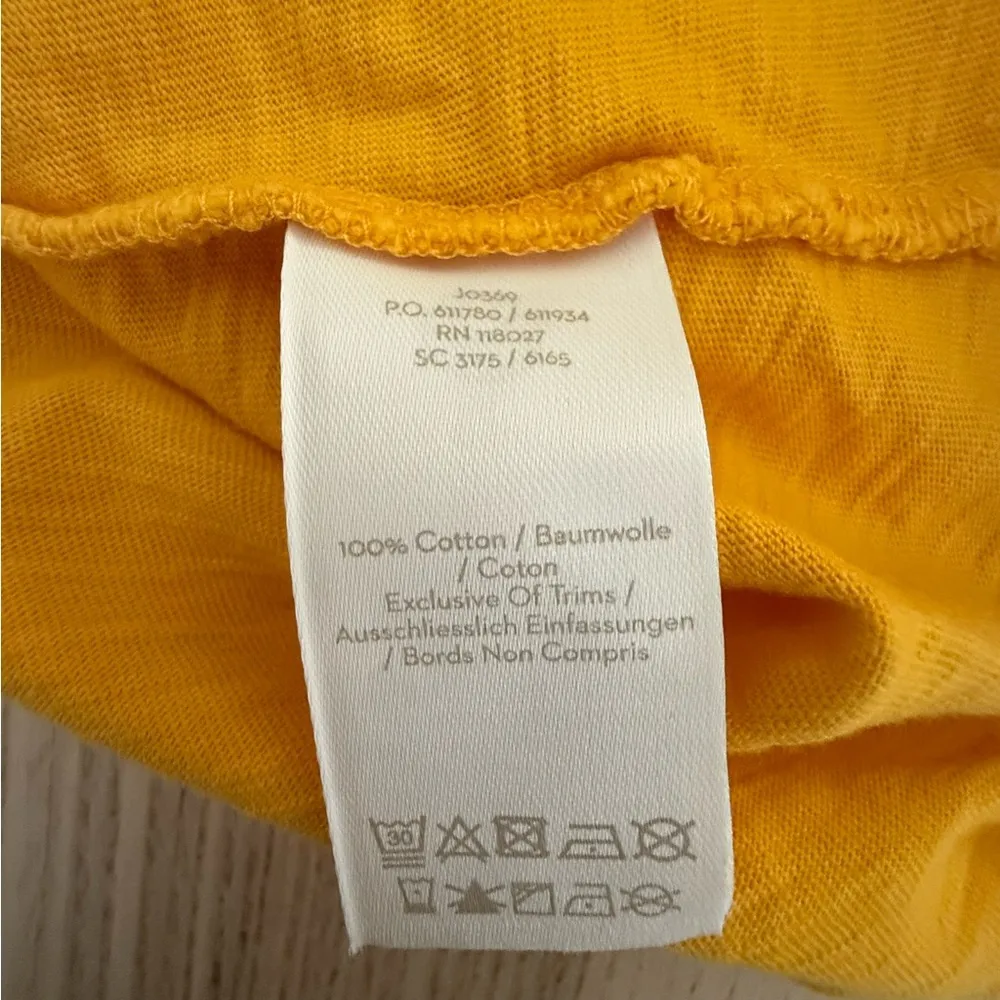 J0369
P.O. 611780 / 611934
RN 118027
SC 3175 / 6165
100% Cotton / Baumwolle
/ Coton
Exclusive Of Trims /
Ausschliesslich Einfassungen
/ Bords Non Compris
30